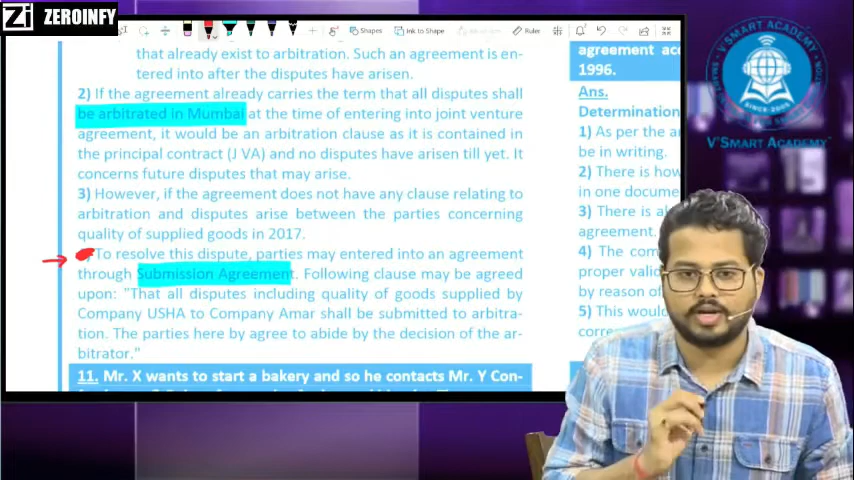 Zi ZEROINFY
Shapes Ink to Shape Ruler
that already exist to arbitration. Such an agreement is en-
tered into after the disputes have arisen.
2) If the agreement already carries the term that all disputes shall
be arbitrated in Mumbai at the time of entering into joint venture
agreement, it would be an arbitration clause as it is contained in
the principal contract (J VA) and no disputes have arisen till yet. It
concerns future disputes that may arise.
3) However, if the agreement does not have any clause relating to
arbitration and disputes arise between the parties concerning
quality of supplied goods in 2017.
To resolve this dispute, parties may entered into an agreement
through Submission Agreement. Following clause may be agreed
upon: "That all disputes including quality of goods supplied by
Company USHA to Company Amar shall be submitted to arbitra-
tion. The parties here by agree to abide by the decision of the ar-
bitrator."
11. Mr. X wants to start a bakery and so he contacts Mr. Y Con-
agreement acc
1996.
Ans.
Determination
1) As per the a
be in writing.
2) There is how
in one docume
3) There is al
agreement.
4) The com
proper valid
by reason of
5) This would
corre
V'SMART ACADEMY
SINCE-2005
V'SMART ACADEMY